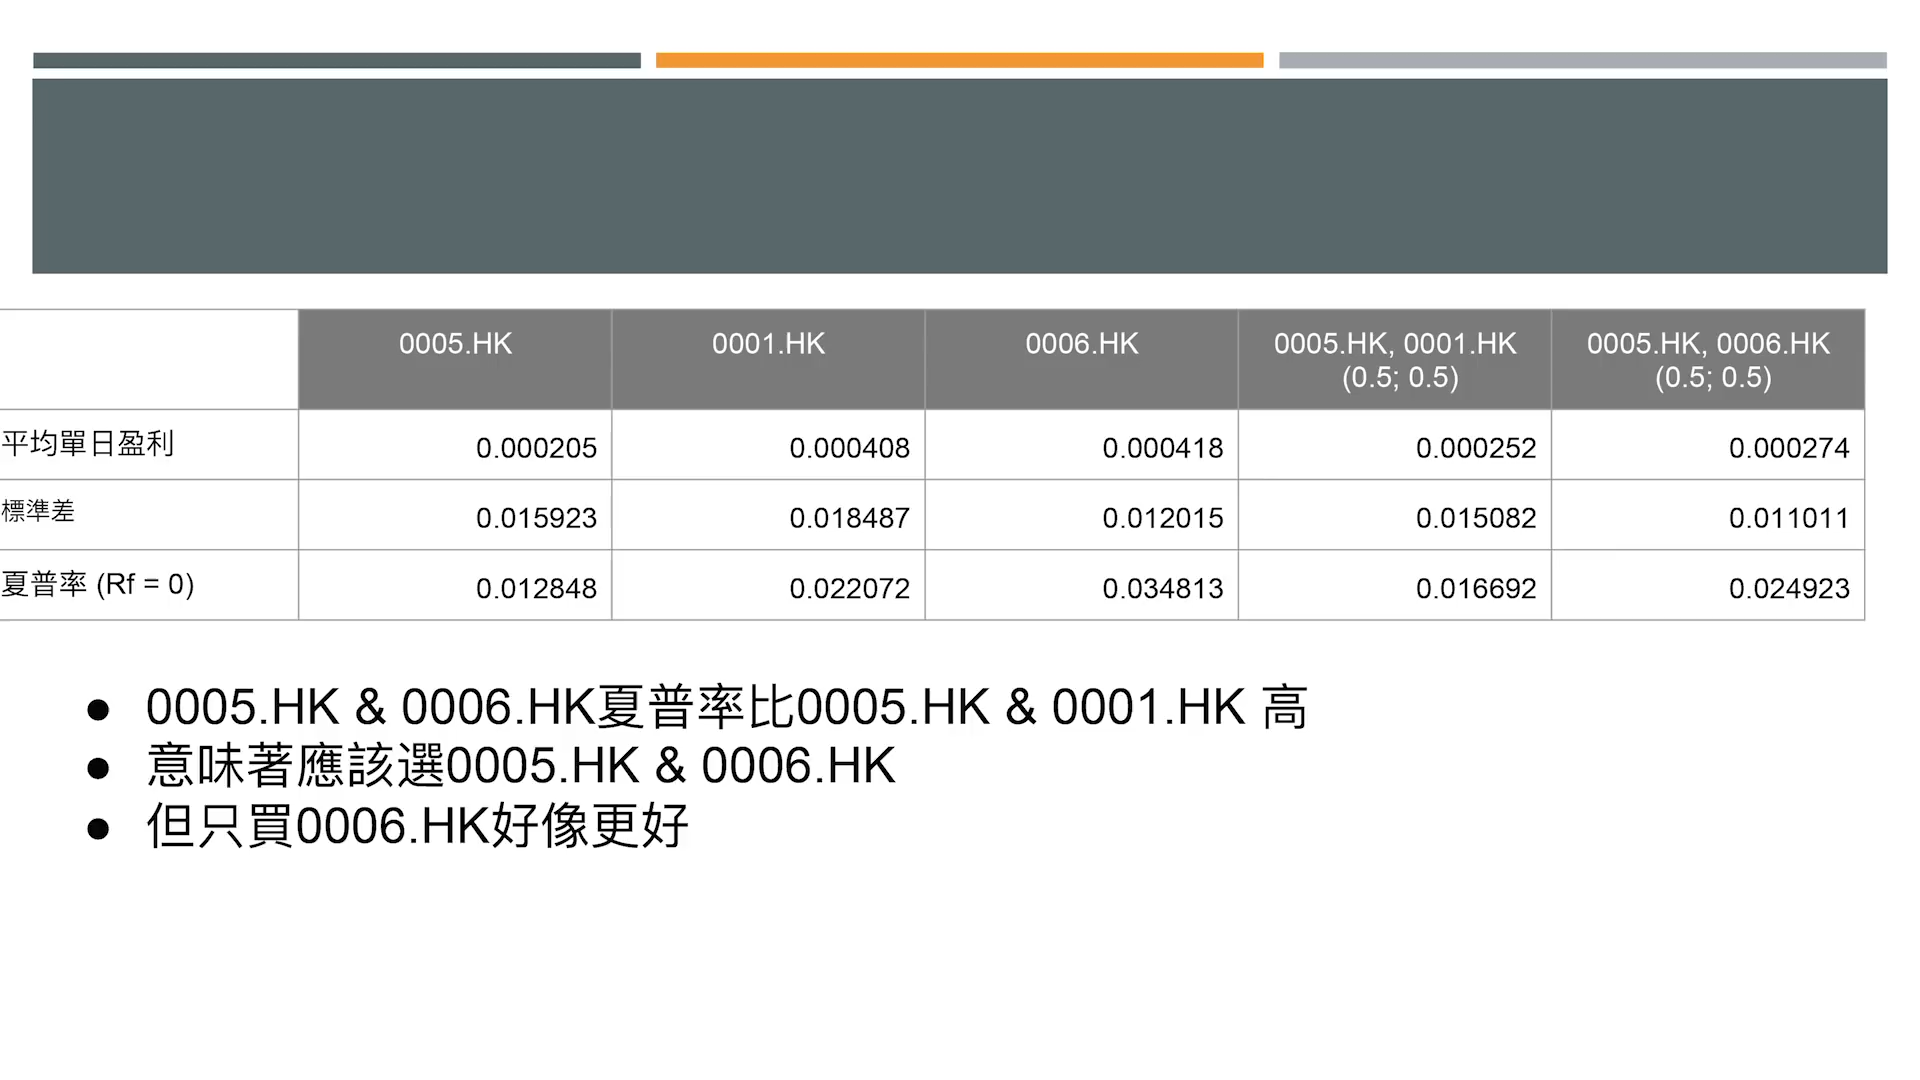 0005.HK 0001.HK 0006.HK 0005.HK, 0001.HK (0.5; 0.5) 0005.HK, 0006.HK (0.5; 0.5)
平均單日盈利 0.000205 0.000408 0.000418 0.000252 0.000274
標準差 0.015923 0.018487 0.012015 0.015082 0.011011
夏普率 (Rf = 0) 0.012848 0.022072 0.034813 0.016692 0.024923
● 0005.HK & 0006.HK夏普率比0005.HK & 0001.HK 高
● 意味著應該選0005.HK & 0006.HK
● 但只買0006.HK好像更好